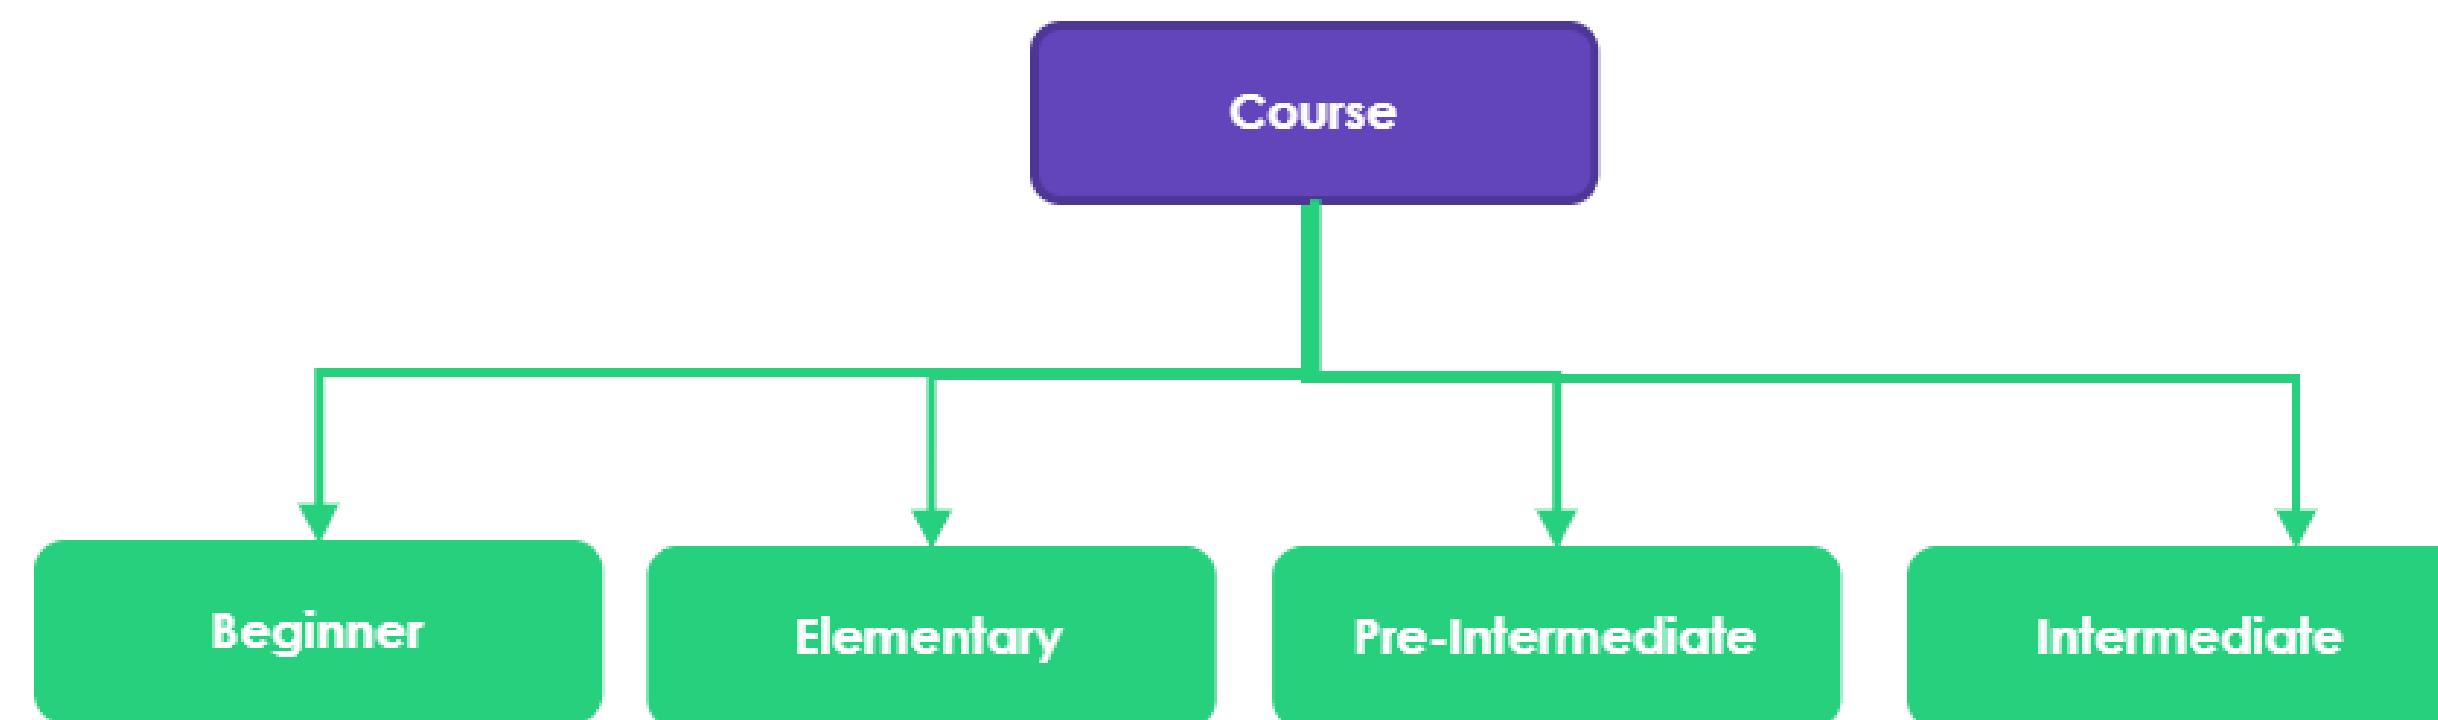 Course
Beginner
Elementary
Pre-Intermediate
Intermediate